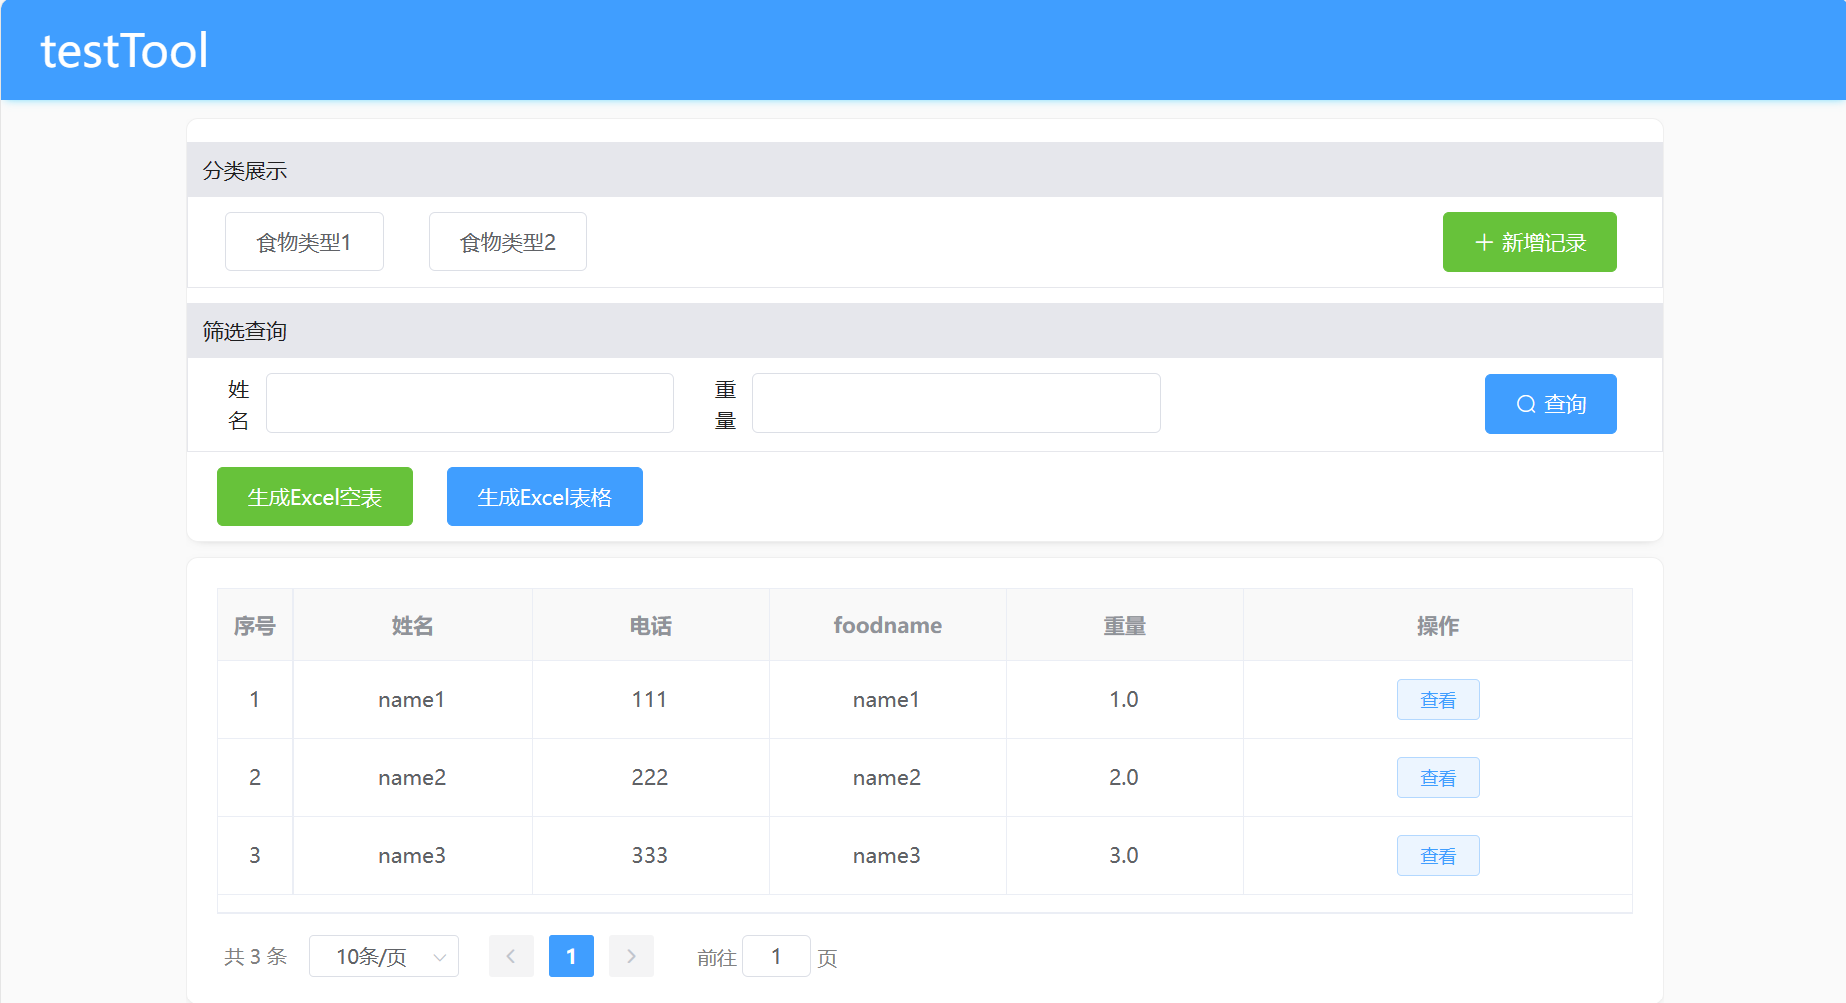 testTool
分类展示
食物类型1 食物类型2 新增记录
筛选查询
姓名 重量 查询
生成Excel空表 生成Excel表格
序号 姓名 电话 foodname 重量 操作
1 name1 111 name1 1.0 查看
2 name2 222 name2 2.0 查看
3 name3 333 name3 3.0 查看
共 3 条 10条/页 1 前往 1 页